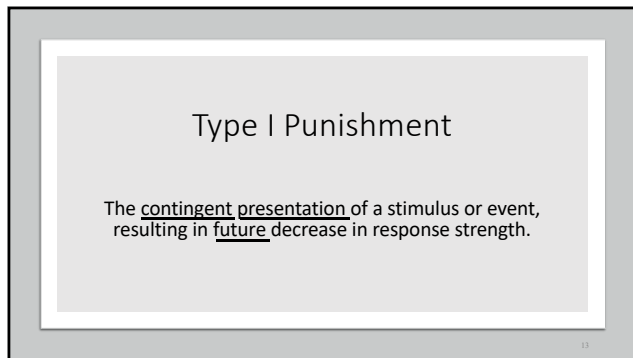 Type I Punishment
The contingent presentation of a stimulus or event,
resulting in future decrease in response strength.
13